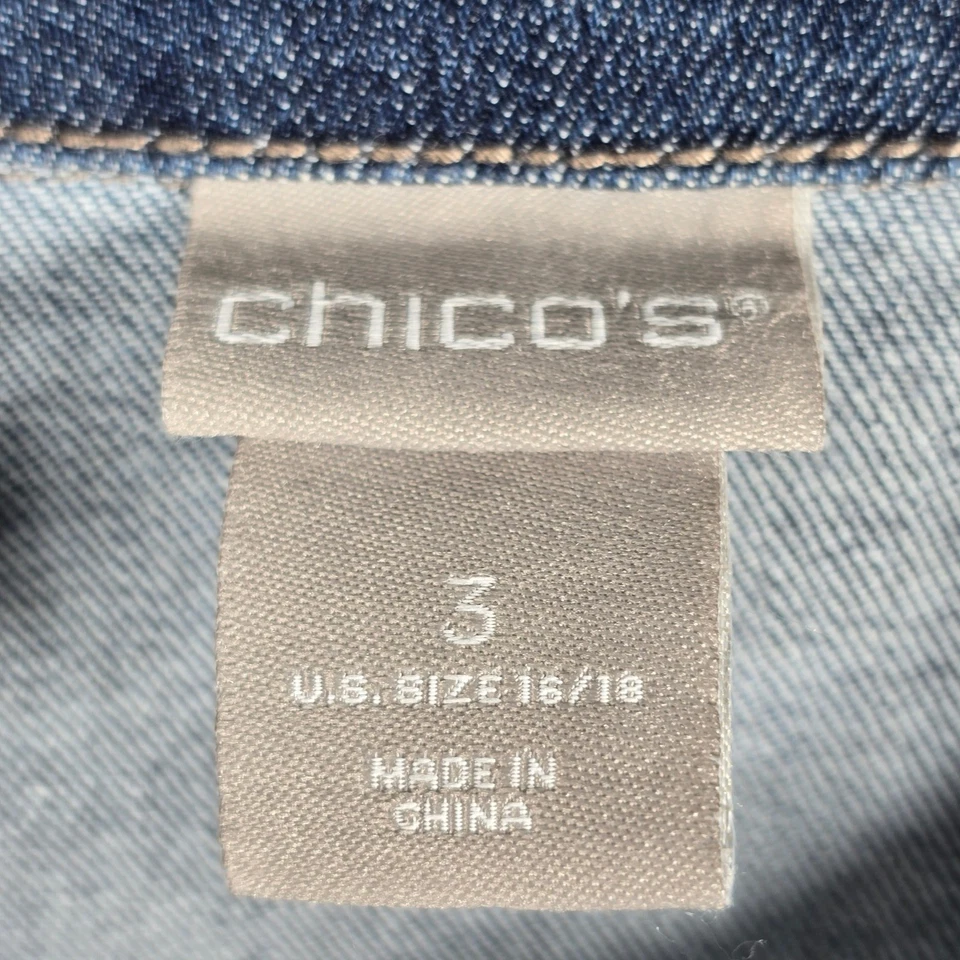 chico's®
3
U.S. SIZE 16/18
MADE IN
CHINA